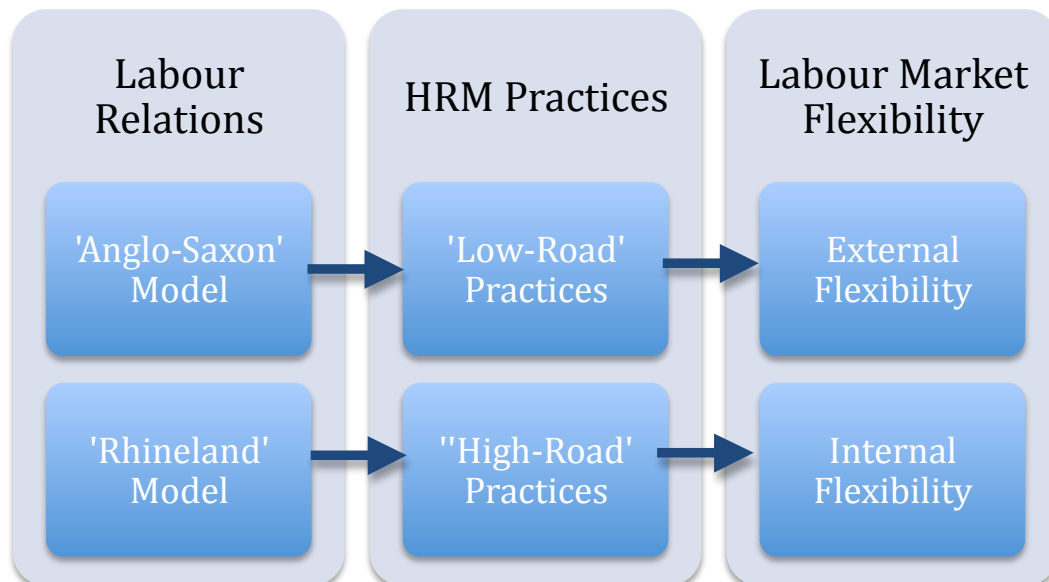 Labour
Relations
HRM Practices
Labour Market
Flexibility
'Anglo-Saxon'
Model
'Low-Road'
Practices
External
Flexibility
'Rhineland'
Model
''High-Road'
Practices
Internal
Flexibility